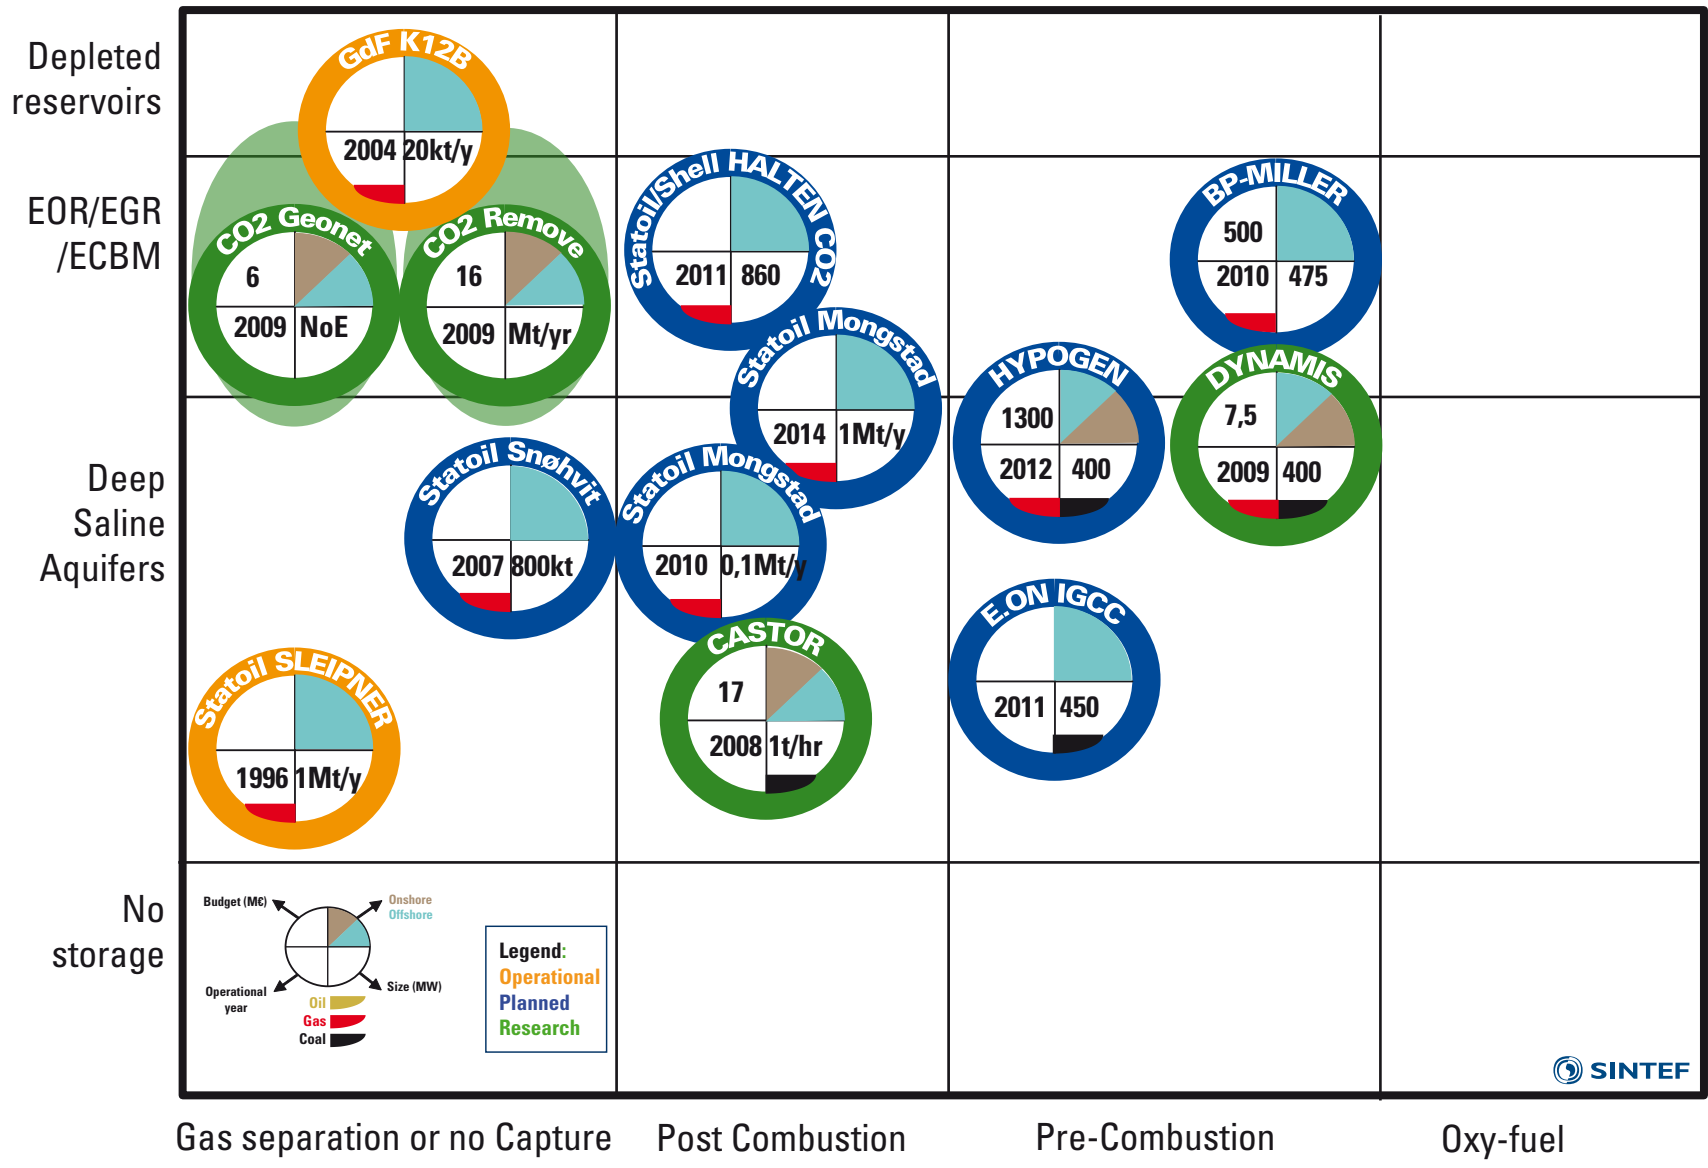 Depleted
reservoirs
GdF K12B
2004 20kt/y
EOR/EGR
/ECBM
CO2 Geonet
6
2009 NoE
CO2 Remove
16
2009 Mt/yr
Statoil/Shell HALTEN CO2
2011 860
BP-MILLER
500
2010 475
Statoil Mongstad
2014 1Mt/y
HYPOGEN
1300
2012 400
DYNAMIS
7,5
2009 400
Deep
Saline
Aquifers
Statoil Snøhvit
2007 800kt
Statoil Mongstad
2010 0,1Mt/y
E.ON IGCC
2011 450
CASTOR
17
2008 1t/hr
Statoil SLEIPNER
1996 1Mt/y
No
storage
Budget (M€)
Onshore
Offshore
Operational
year
Size (MW)
Oil
Gas
Coal
Legend:
Operational
Planned
Research
SINTEF
Gas separation or no Capture
Post Combustion
Pre-Combustion
Oxy-fuel